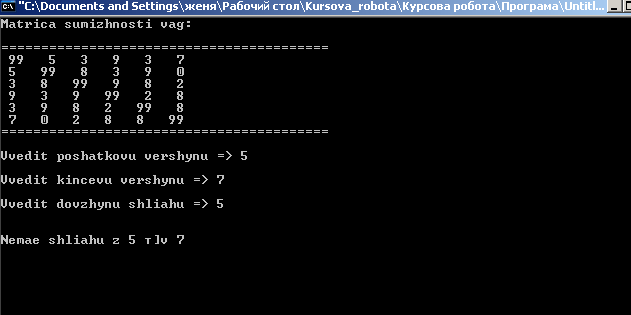 "C:\Documents and Settings\женя\Рабочий стол\Kursova_robota\Курсова робота\Програма\Untitl...
Matrica sumizhnosti vag:
=========================================
99 5 3 9 3 7
5 99 8 3 9 0
3 8 99 9 8 2
9 3 9 99 2 8
3 9 8 2 99 8
7 0 2 8 8 99
=========================================
Vvedit poshatkovu vershynu => 5
Vvedit kincevu vershynu => 7
Vvedit dovzhynu shliahu => 5
Nemae shliahu z 5 т]v 7